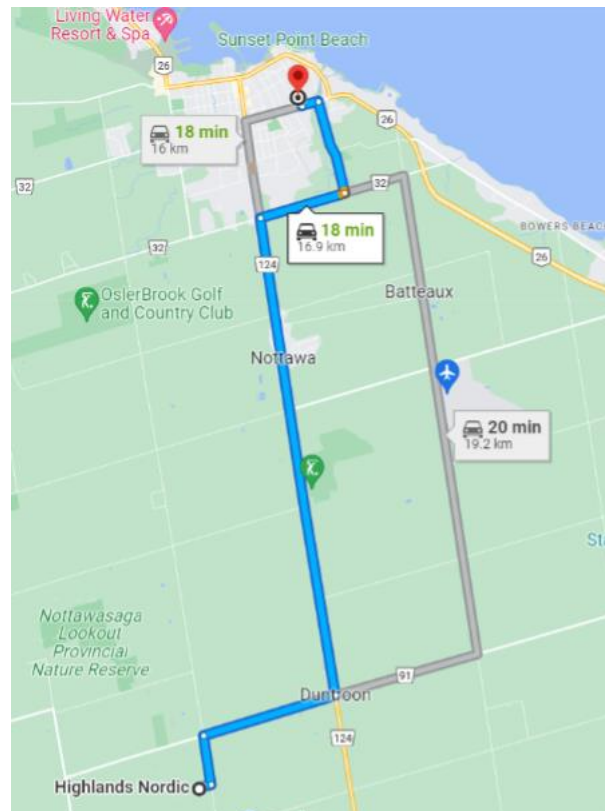 Living Water
Resort & Spa
Sunset Point Beach
26
18 min
16 km
26
32
32
32
18 min
16.9 km
BOWERS BEACH
26
124
Batteaux
OslerBrook Golf
and Country Club
Nottawa
20 min
19.2 km
Sta
Nottawasaga
Lookout
Provincial
Nature Reserve
91
Duntroon
124
Highlands Nordic